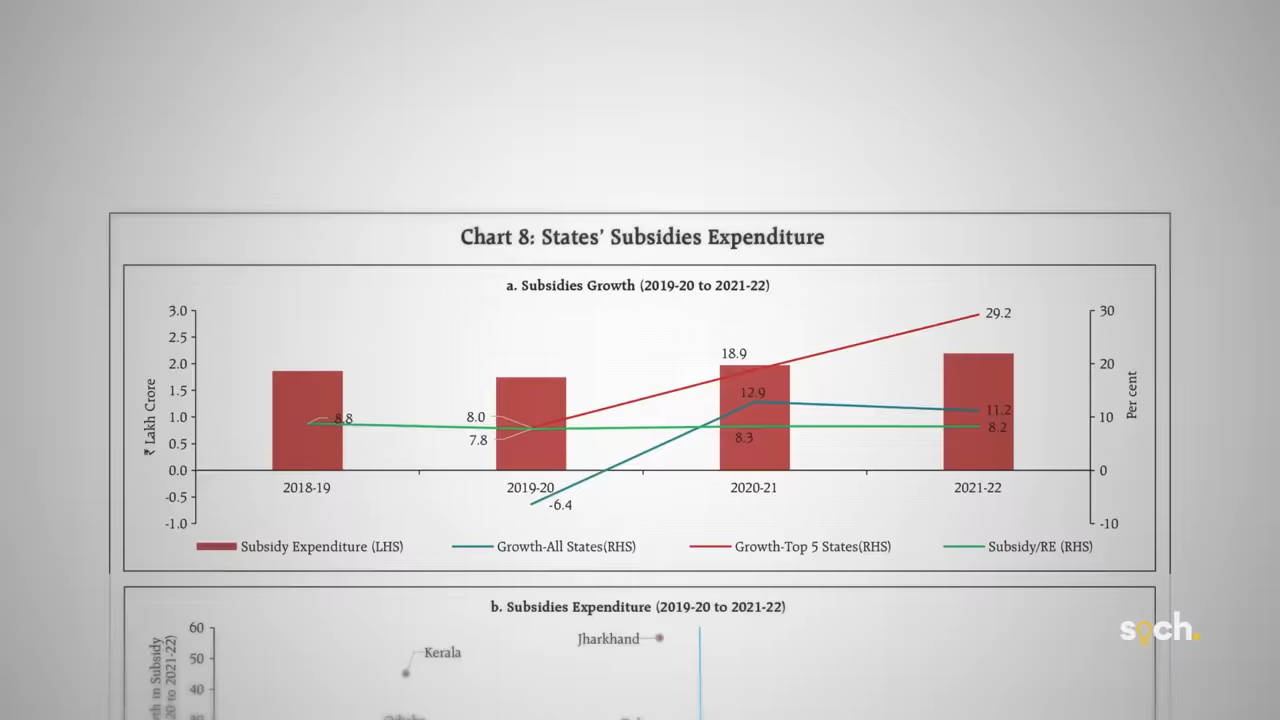 Chart 8: States’ Subsidies Expenditure
a. Subsidies Growth (2019-20 to 2021-22)
₹ Lakh Crore
3.0
2.5
2.0
1.5
1.0
0.5
0.0
-0.5
-1.0
8.8
8.0
7.8
-6.4
18.9
12.9
8.3
29.2
11.2
8.2
30
20
10
0
-10
Per cent
2018-19 2019-20 2020-21 2021-22
Subsidy Expenditure (LHS) Growth-All States(RHS) Growth-Top 5 States(RHS) Subsidy/RE (RHS)
b. Subsidies Expenditure (2019-20 to 2021-22)
in Subsidy
to 2021-22)
60
50
40
Jharkhand
Kerala
soch.